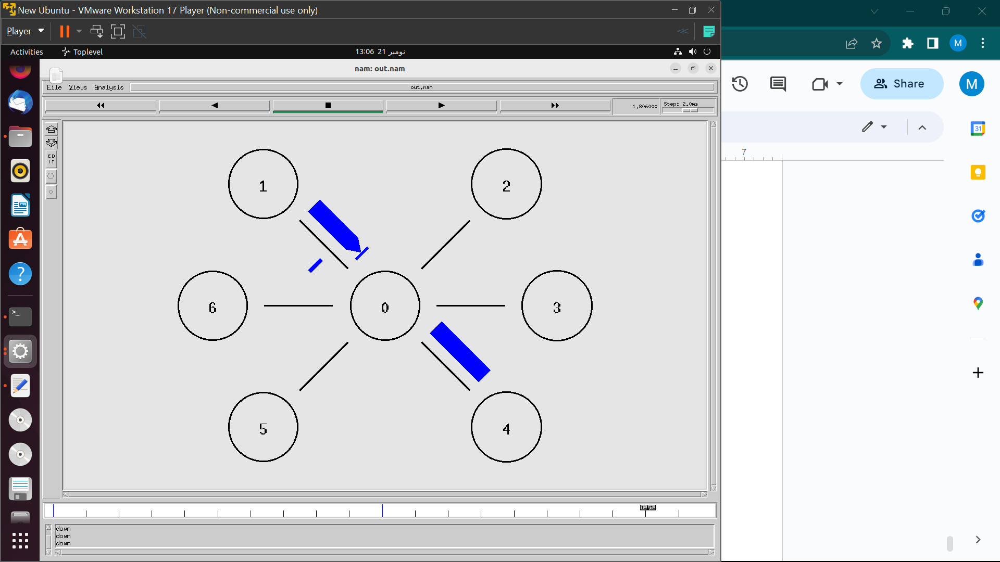 New Ubuntu - VMware Workstation 17 Player (Non-commercial use only)
Player
Activities
Toplevel
نومبر 21 13:06
nam: out.nam
File Views Analysis
out.nam
1.806000
Step: 2.0ms
ED
IT
1
2
6
0
3
5
4
TIME
down
down
down
M
Share
M
7
31